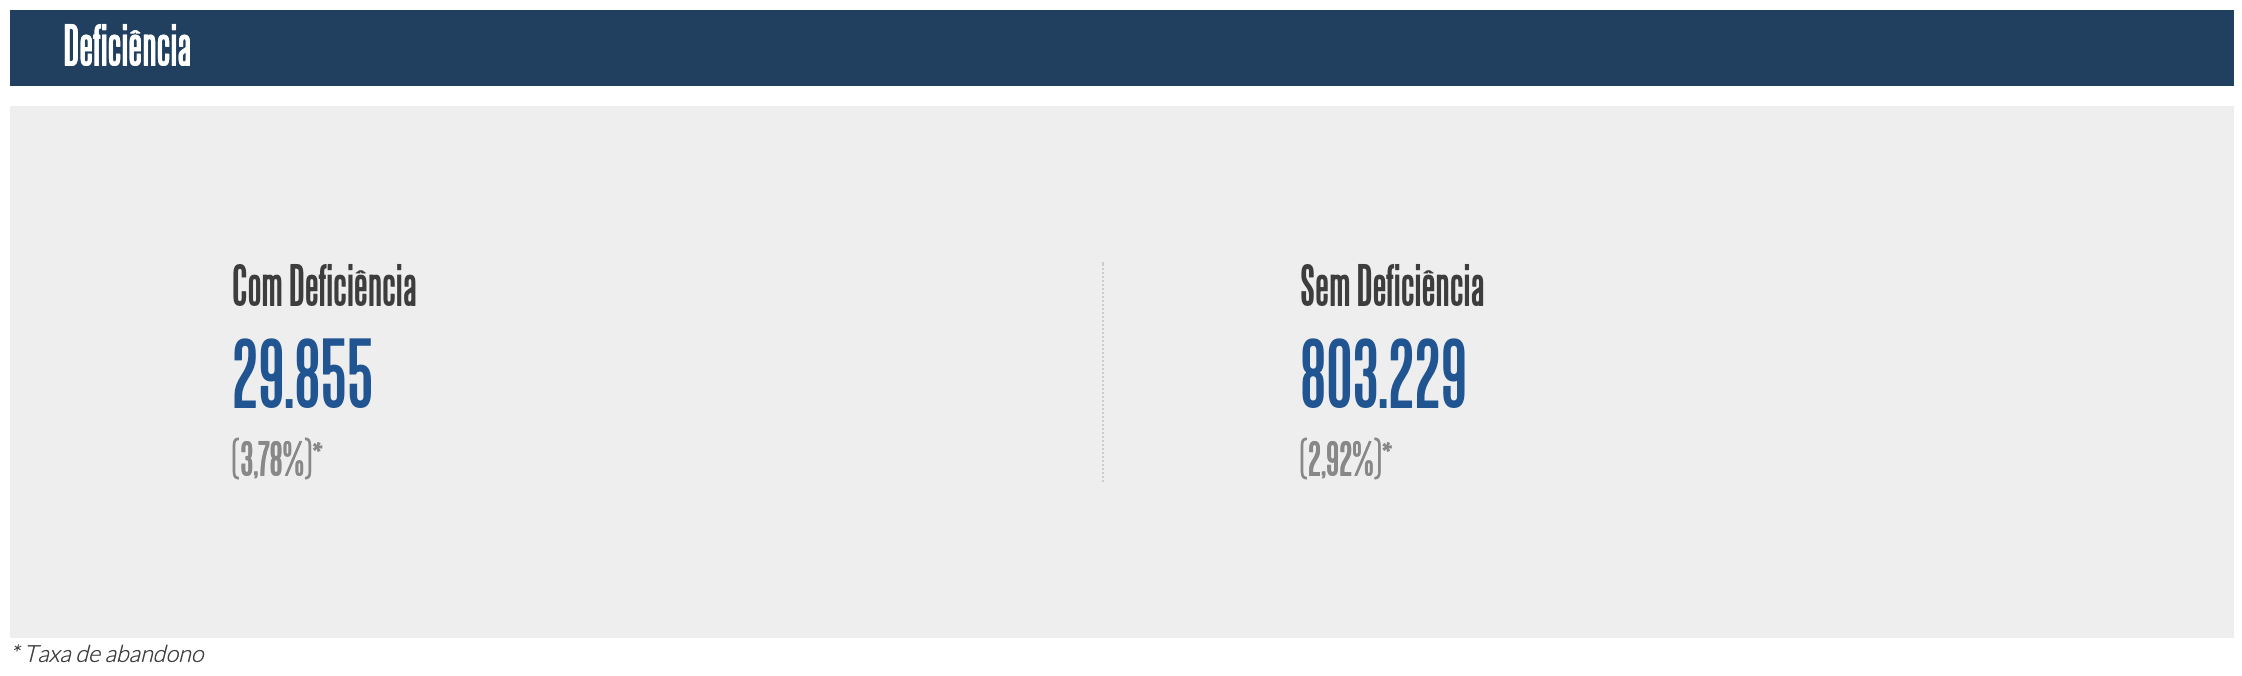 Deficiência
Com Deficiência
29.855
(3,78%)*
Sem Deficiência
803.229
(2,92%)*
* Taxa de abandono